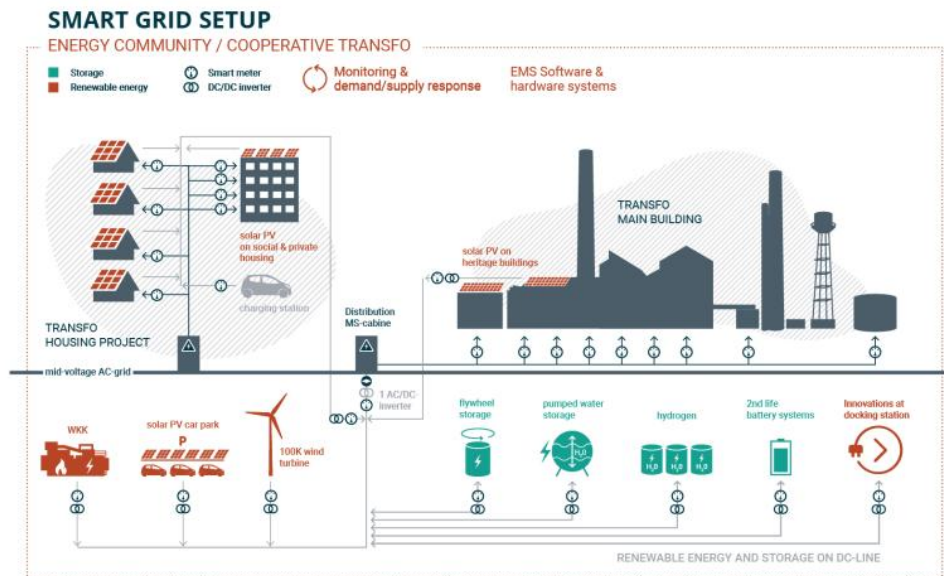 SMART GRID SETUP
ENERGY COMMUNITY / COOPERATIVE TRANSFO
Storage
Renewable energy
Smart meter
DC/DC inverter
Monitoring &
demand/supply response
EMS Software &
hardware systems
solar PV
on social & private
housing
charging station
TRANSFO
HOUSING PROJECT
Distribution
MS-cabine
solar PV on
heritage buildings
TRANSFO
MAIN BUILDING
mid-voltage AC-grid
1 AC/DC-
inverter
WKK
solar PV car park
P
100K wind
turbine
flywheel
storage
pumped water
storage
H₂O
hydrogen
H₂O
H₂O
H₂O
2nd life
battery systems
Innovations at
docking station
RENEWABLE ENERGY AND STORAGE ON DC-LINE